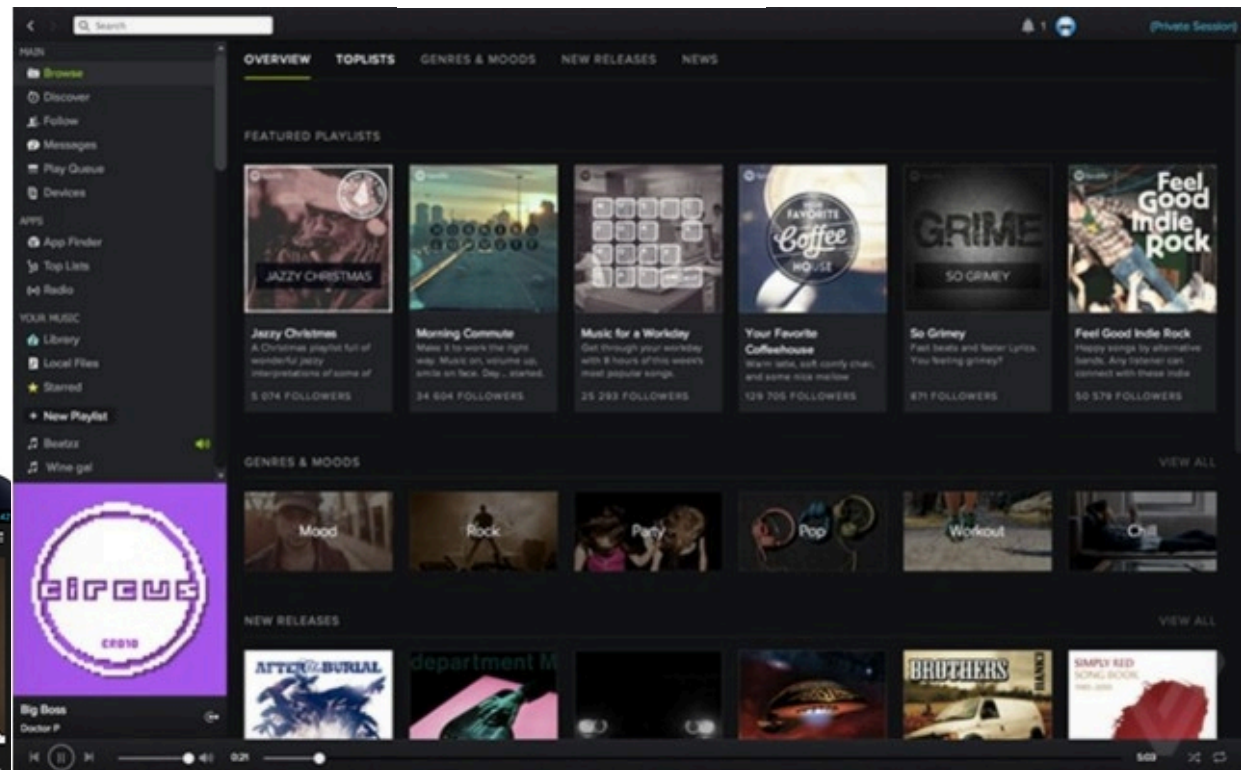 Search
1
(Private Session)
MAIN
Browse
Discover
Follow
Messages
Play Queue
Devices
APPS
App Finder
Top Lists
Radio
YOUR MUSIC
Library
Local Files
Starred
+ New Playlist
Beatzz
Wine gal
circus
CR010
Big Boss
Doctor P
OVERVIEW TOPLISTS GENRES & MOODS NEW RELEASES NEWS
FEATURED PLAYLISTS
JAZZY CHRISTMAS
YOUR
FAVORITE
Coffee
HOUSE
GRIME
SO GRIMEY
Feel
Good
Indie
Rock
Jazzy Christmas
A Christmas playlist full of
wonderful jazzy
interpretations of some of
5 074 FOLLOWERS
Morning Commute
Make it to work the right
way. Music on, volume up,
smile on face. Day... started.
34 604 FOLLOWERS
Music for a Workday
Get through your workday
with 8 hours of this week's
most popular songs.
25 293 FOLLOWERS
Your Favorite
Coffeehouse
Warm latte, soft comfy chair,
and some nice mellow
129 705 FOLLOWERS
So Grimey
Fast beats and faster Lyrics.
You feeling grimey?
871 FOLLOWERS
Feel Good Indie Rock
Happy songs by alternative
bands. Any listener can
connect with these indie
50 579 FOLLOWERS
GENRES & MOODS VIEW ALL
Mood Rock Party Pop Workout Chill
NEW RELEASES VIEW ALL
AFTER THE BURIAL
department M
BROTHERS
HANK3
SIMPLY RED
SONG BOOK
1985-2010
0:21 5:03